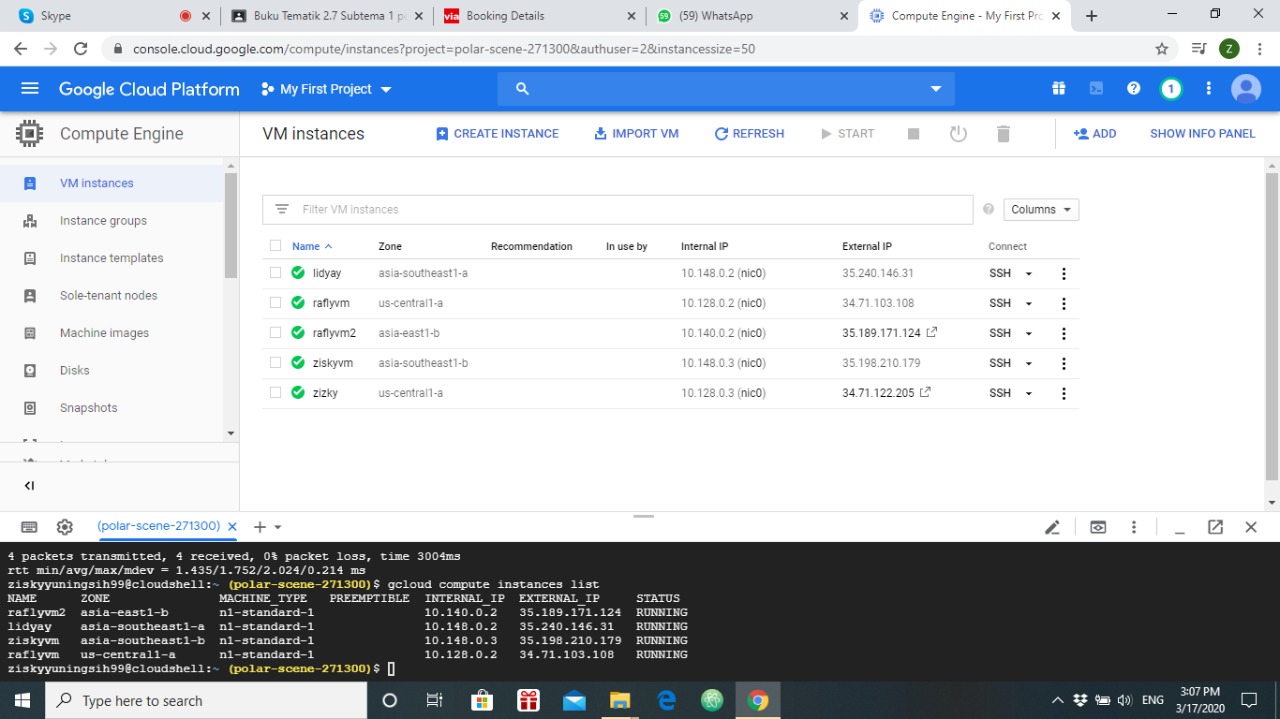 Skype
Buku Tematik 2.7 Subtema 1 p
via Booking Details
59 (59) WhatsApp
Compute Engine - My First Pro
console.cloud.google.com/compute/instances?project=polar-scene-271300&authuser=2&instancessize=50
Z
Google Cloud Platform
My First Project
1
Compute Engine
VM instances
CREATE INSTANCE
IMPORT VM
REFRESH
START
ADD
SHOW INFO PANEL
VM instances
Instance groups
Instance templates
Sole-tenant nodes
Machine images
Disks
Snapshots
Filter VM instances
Columns
Name Zone Recommendation In use by Internal IP External IP Connect
lidyay asia-southeast1-a 10.148.0.2 (nic0) 35.240.146.31 SSH
raflyvm us-central1-a 10.128.0.2 (nic0) 34.71.103.108 SSH
raflyvm2 asia-east1-b 10.140.0.2 (nic0) 35.189.171.124 SSH
ziskyvm asia-southeast1-b 10.148.0.3 (nic0) 35.198.210.179 SSH
zizky us-central1-a 10.128.0.3 (nic0) 34.71.122.205 SSH
(polar-scene-271300)
4 packets transmitted, 4 received, 0% packet loss, time 3004ms
rtt min/avg/max/mdev = 1.435/1.752/2.024/0.214 ms
ziskyyuningsih99@cloudshell:~ (polar-scene-271300)$ gcloud compute instances list
NAME ZONE MACHINE_TYPE PREEMPTIBLE INTERNAL_IP EXTERNAL_IP STATUS
raflyvm2 asia-east1-b n1-standard-1 10.140.0.2 35.189.171.124 RUNNING
lidyay asia-southeast1-a n1-standard-1 10.148.0.2 35.240.146.31 RUNNING
ziskyvm asia-southeast1-b n1-standard-1 10.148.0.3 35.198.210.179 RUNNING
raflyvm us-central1-a n1-standard-1 10.128.0.2 34.71.103.108 RUNNING
ziskyyuningsih99@cloudshell:~ (polar-scene-271300)$
Type here to search
ENG
3:07 PM
3/17/2020